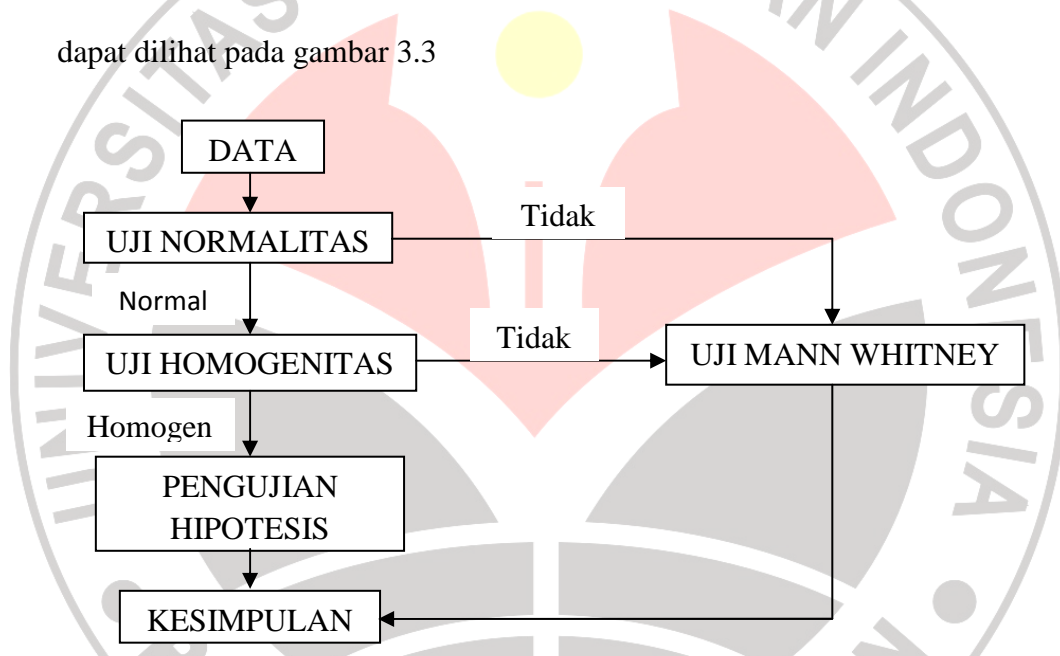 dapat dilihat pada gambar 3.3
DATA
UJI NORMALITAS
Tidak
Normal
UJI HOMOGENITAS
Tidak
UJI MANN WHITNEY
Homogen
PENGUJIAN
HIPOTESIS
KESIMPULAN